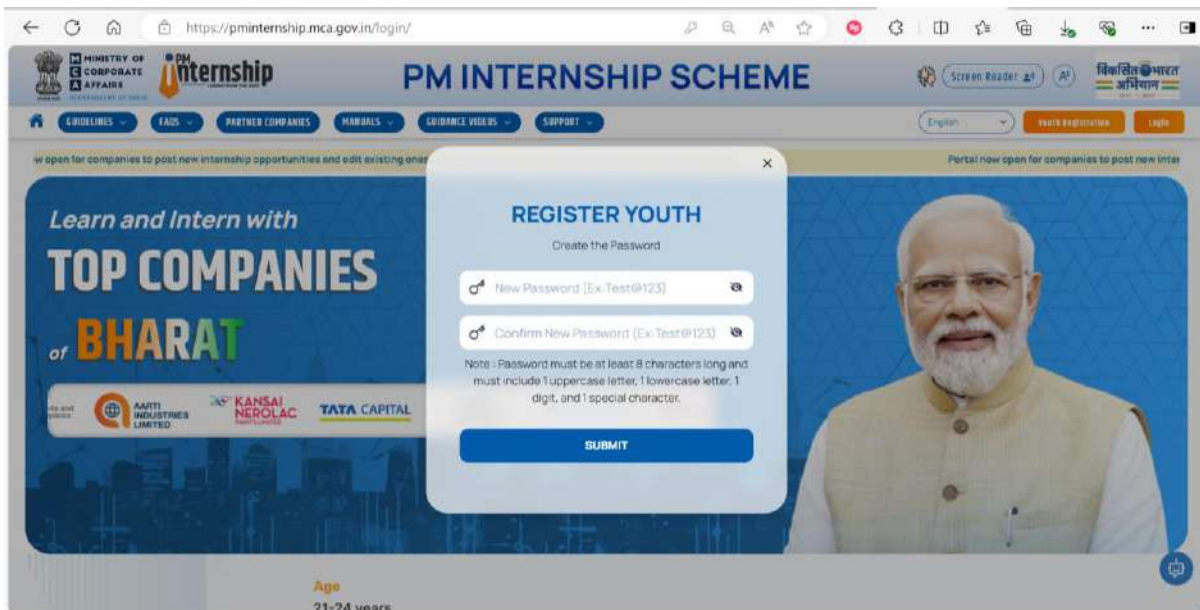 https://pminternship.mca.gov.in/login/
MINISTRY OF
CORPORATE
AFFAIRS
GOVERNMENT OF INDIA
PM
Internship
PM INTERNSHIP SCHEME
Screen Reader
विकसित भारत
अभियान
GUIDELINES
FAQS
PARTNER COMPANIES
MANUALS
GUIDANCE VIDEOS
SUPPORT
English
Youth Registration
Login
w open for companies to post new internship opportunities and edit existing ones
Portal now open for companies to post new inter
Learn and Intern with
TOP COMPANIES
of BHARAT
AARTI
INDUSTRIES
LIMITED
KANSAI
NEROLAC
TATA CAPITAL
REGISTER YOUTH
Create the Password
New Password (Ex:Test@123)
Confirm New Password (Ex:Test@123)
Note : Password must be at least 8 characters long and
must include 1 uppercase letter, 1 lowercase letter, 1
digit, and 1 special character.
SUBMIT
Age
21-24 years